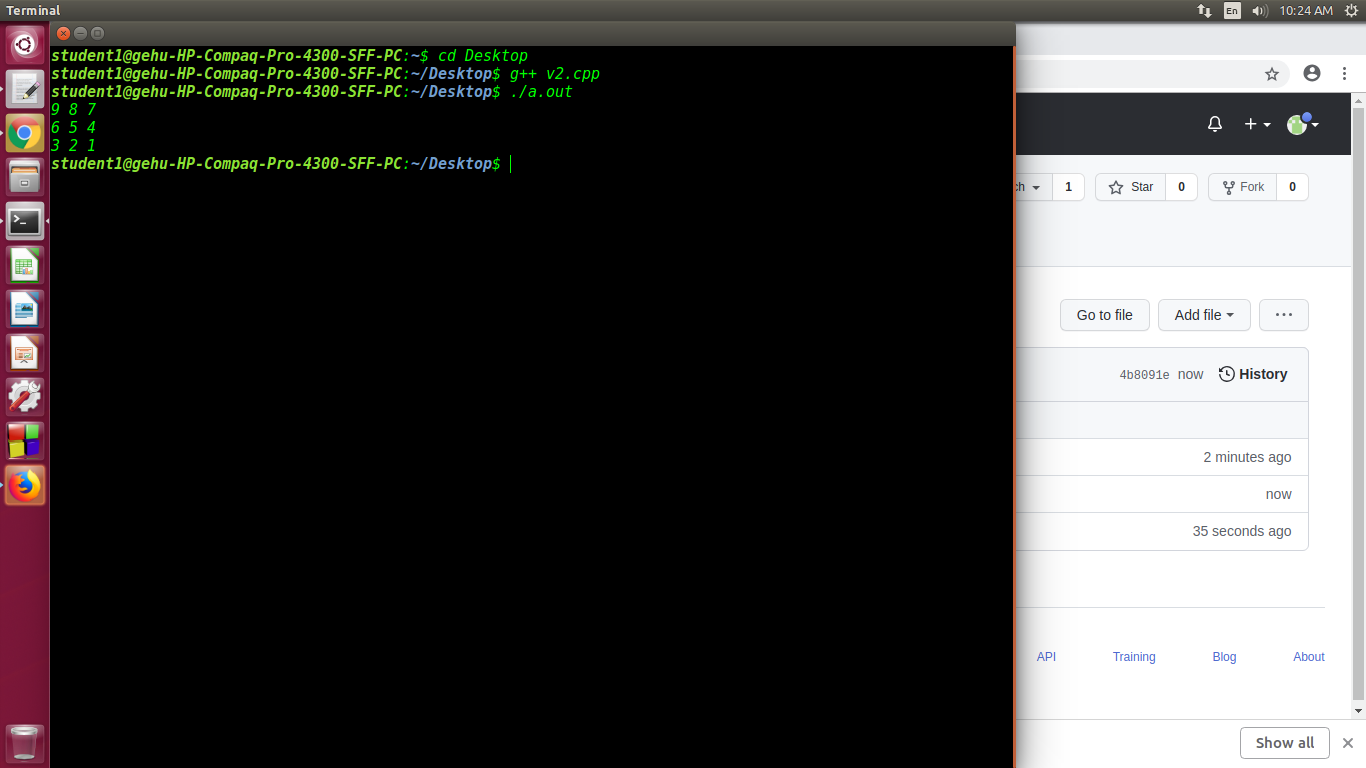 Terminal
En
10:24 AM
student1@gehu-HP-Compaq-Pro-4300-SFF-PC:~$ cd Desktop
student1@gehu-HP-Compaq-Pro-4300-SFF-PC:~/Desktop$ g++ v2.cpp
student1@gehu-HP-Compaq-Pro-4300-SFF-PC:~/Desktop$ ./a.out
9 8 7
6 5 4
3 2 1
student1@gehu-HP-Compaq-Pro-4300-SFF-PC:~/Desktop$
ch 1 Star 0 Fork 0
Go to file Add file ...
4b8091e now History
2 minutes ago
now
35 seconds ago
API Training Blog About
Show all